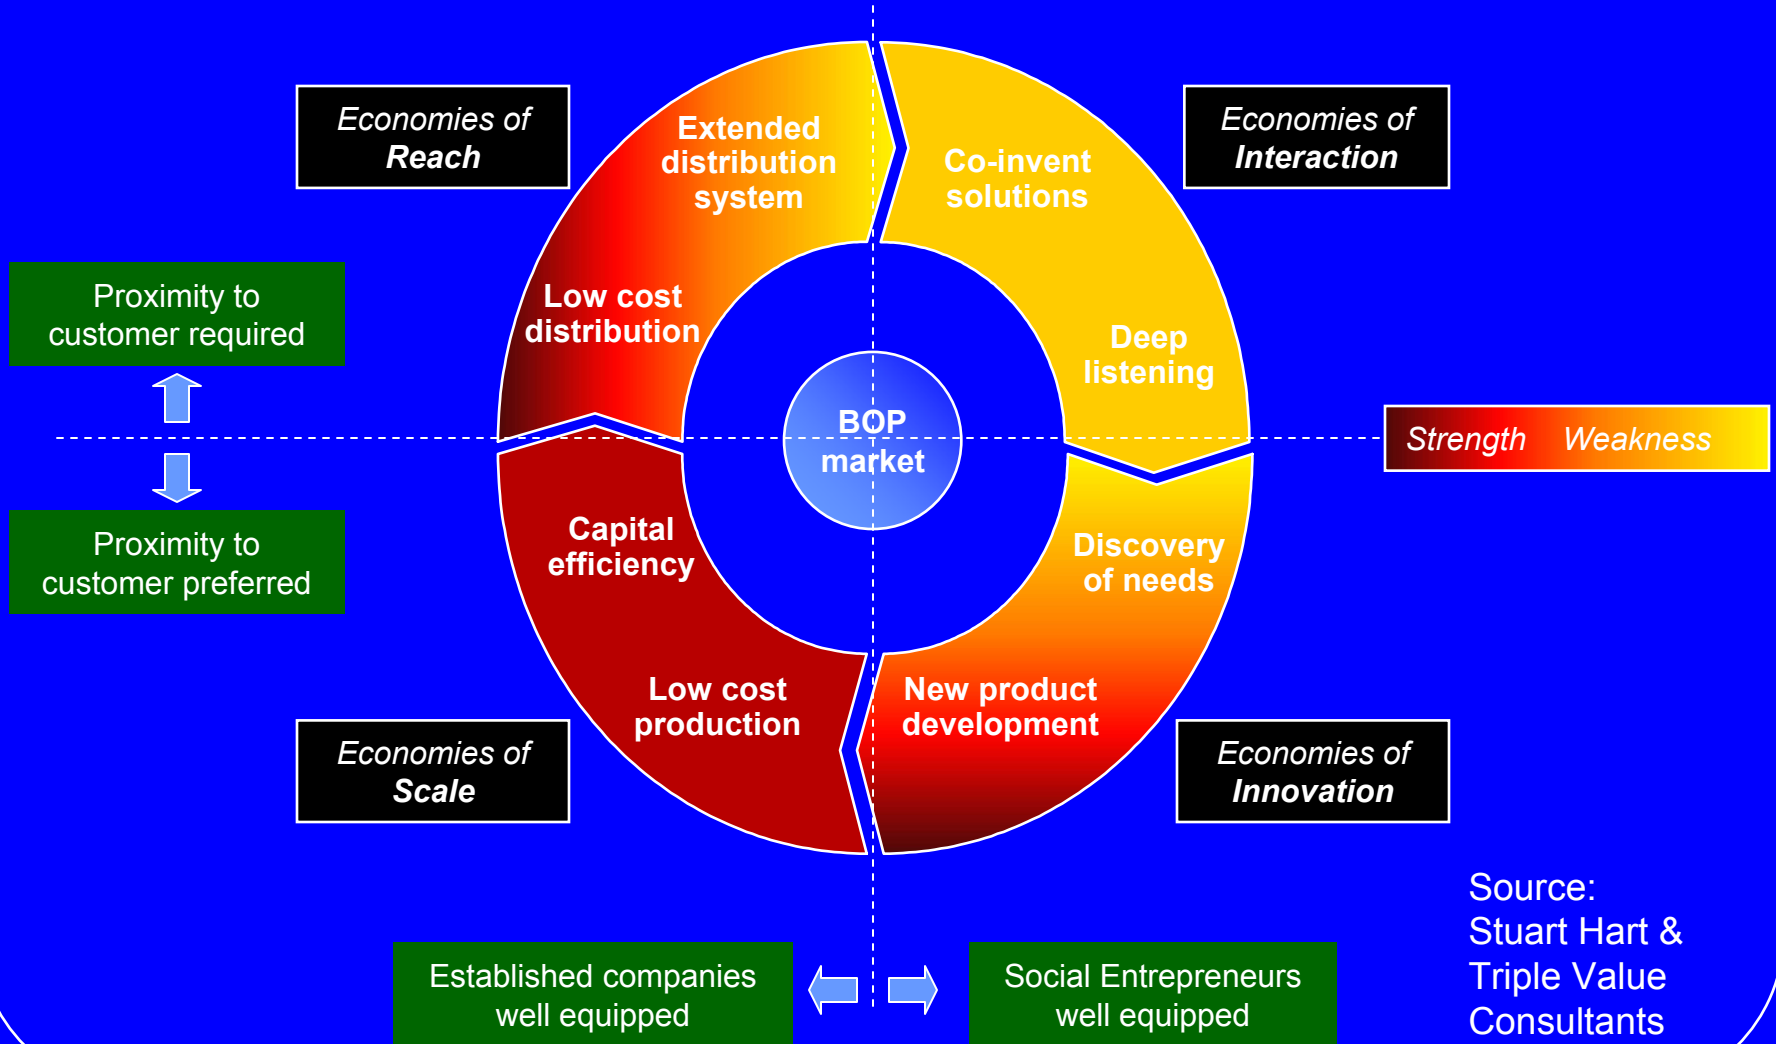 Economies of
Reach
Extended
distribution
system
Low cost
distribution
Co-invent
solutions
Deep
listening
Economies of
Interaction
Proximity to
customer required
Proximity to
customer preferred
BOP
market
Strength Weakness
Capital
efficiency
Low cost
production
Discovery
of needs
New product
development
Economies of
Scale
Economies of
Innovation
Established companies
well equipped
Social Entrepreneurs
well equipped
Source:
Stuart Hart &
Triple Value
Consultants